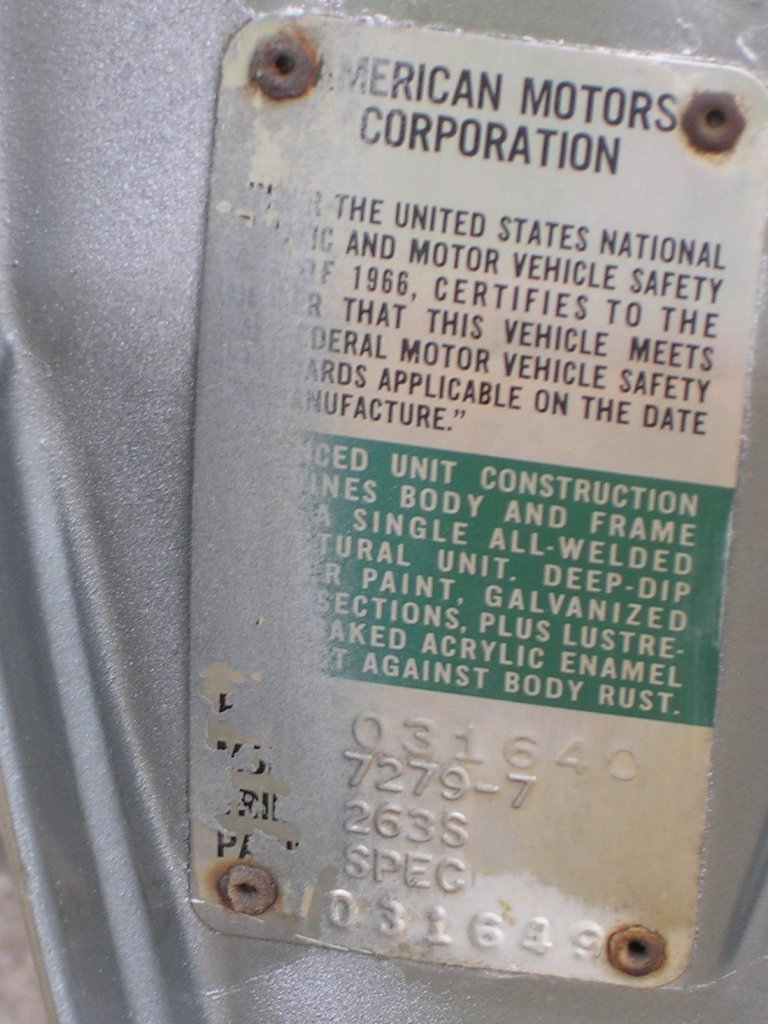 AMERICAN MOTORS
CORPORATION
THE UNITED STATES NATIONAL
IC AND MOTOR VEHICLE SAFETY
OF 1966, CERTIFIES TO THE
R THAT THIS VEHICLE MEETS
DERAL MOTOR VEHICLE SAFETY
ARDS APPLICABLE ON THE DATE
NUFACTURE."
CED UNIT CONSTRUCTION
INES BODY AND FRAME
A SINGLE ALL-WELDED
TURAL UNIT. DEEP-DIP
R PAINT, GALVANIZED
SECTIONS, PLUS LUSTRE-
AKED ACRYLIC ENAMEL
T AGAINST BODY RUST.
031640
7279-7
263S
SPEC
031649